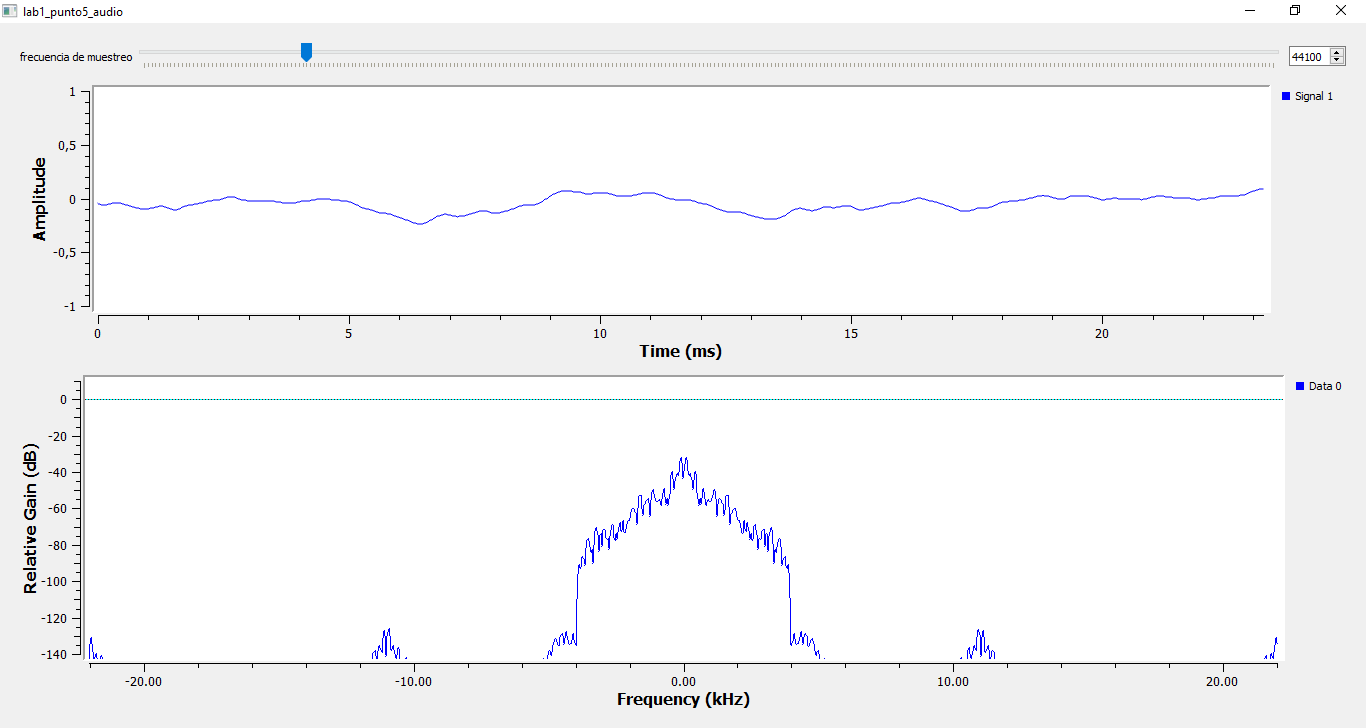 lab1_punto5_audio
frecuencia de muestreo
44100
1
0,5
0
-0,5
-1
Amplitude
Signal 1
0 5 10 15 20
Time (ms)
0
-20
-40
-60
-80
-100
-120
-140
Relative Gain (dB)
Data 0
-20.00 -10.00 0.00 10.00 20.00
Frequency (kHz)